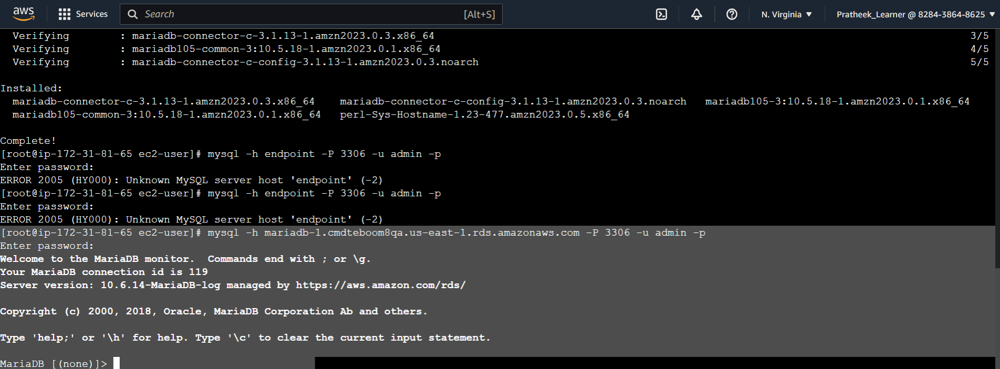 aws Services Search [Alt+S] N. Virginia Pratheek_Learner @ 8284-3864-8625
Verifying : mariadb-connector-c-3.1.13-1.amzn2023.0.3.x86_64 3/5
Verifying : mariadb105-common-3:10.5.18-1.amzn2023.0.1.x86_64 4/5
Verifying : mariadb-connector-c-config-3.1.13-1.amzn2023.0.3.noarch 5/5
Installed:
mariadb-connector-c-3.1.13-1.amzn2023.0.3.x86_64 mariadb-connector-c-config-3.1.13-1.amzn2023.0.3.noarch mariadb105-3:10.5.18-1.amzn2023.0.1.x86_64
mariadb105-common-3:10.5.18-1.amzn2023.0.1.x86_64 perl-Sys-Hostname-1.23-477.amzn2023.0.5.x86_64
Complete!
[root@ip-172-31-81-65 ec2-user]# mysql -h endpoint -P 3306 -u admin -p
Enter password:
ERROR 2005 (HY000): Unknown MySQL server host 'endpoint' (-2)
[root@ip-172-31-81-65 ec2-user]# mysql -h endpoint -P 3306 -u admin -p
Enter password:
ERROR 2005 (HY000): Unknown MySQL server host 'endpoint' (-2)
[root@ip-172-31-81-65 ec2-user]# mysql -h mariadb-1.cmdteboom8qa.us-east-1.rds.amazonaws.com -P 3306 -u admin -p
Enter password:
Welcome to the MariaDB monitor.  Commands end with ; or \g.
Your MariaDB connection id is 119
Server version: 10.6.14-MariaDB-log managed by https://aws.amazon.com/rds/
Copyright (c) 2000, 2018, Oracle, MariaDB Corporation Ab and others.
Type 'help;' or '\h' for help. Type '\c' to clear the current input statement.
MariaDB [(none)]>